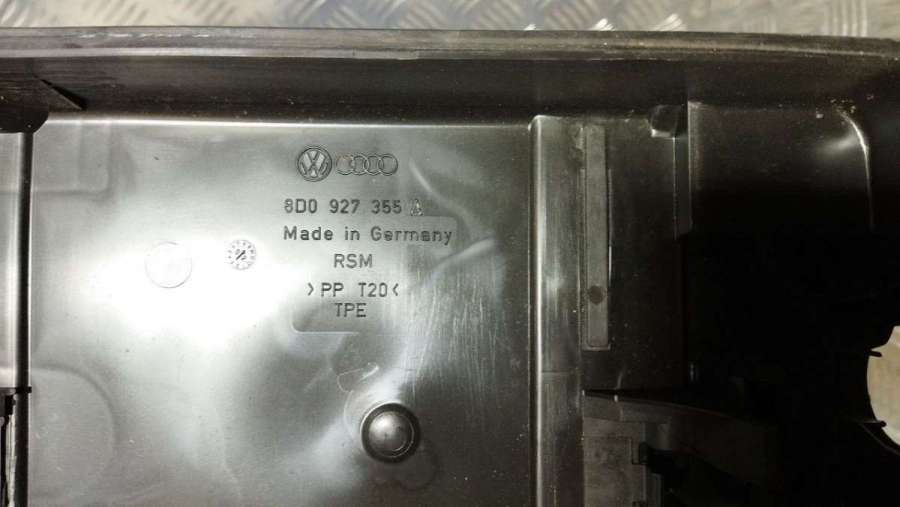 8D0 927 355 A
Made in Germany
RSM
>PP T20<
TPE